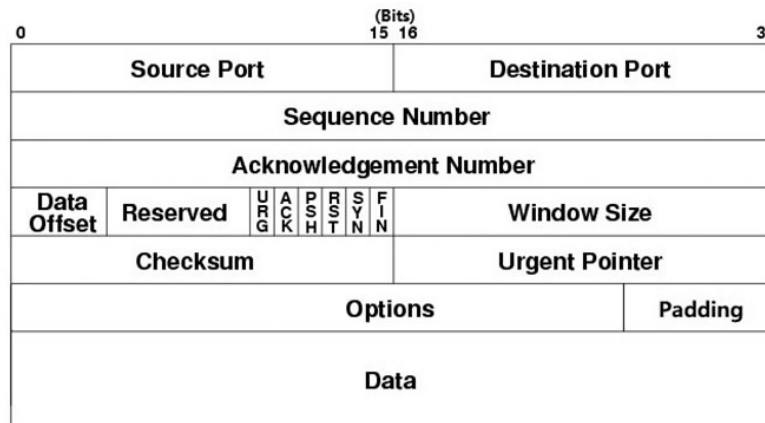 (Bits)
0 15 16 3
Source Port Destination Port
Sequence Number
Acknowledgement Number
Data Offset Reserved URG ACK PSH RST SYN FIN Window Size
Checksum Urgent Pointer
Options Padding
Data